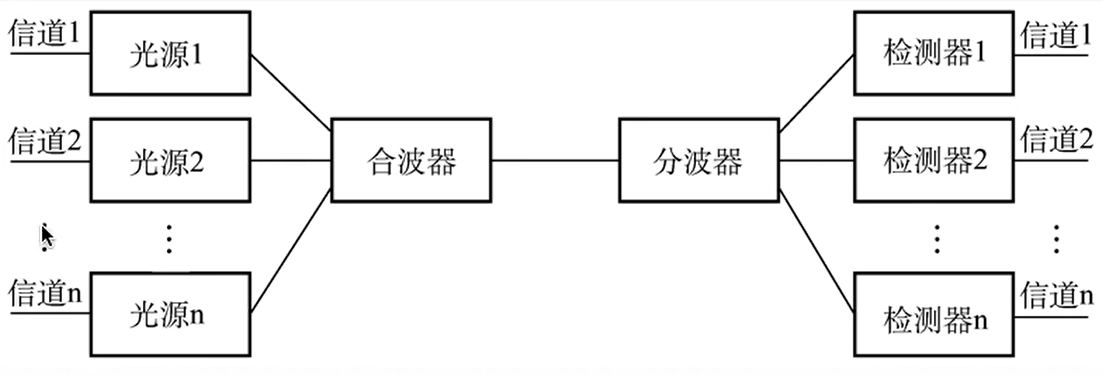 信道1
光源1
检测器1
信道1
信道2
光源2
合波器
分波器
检测器2
信道2
信道n
光源n
检测器n
信道n